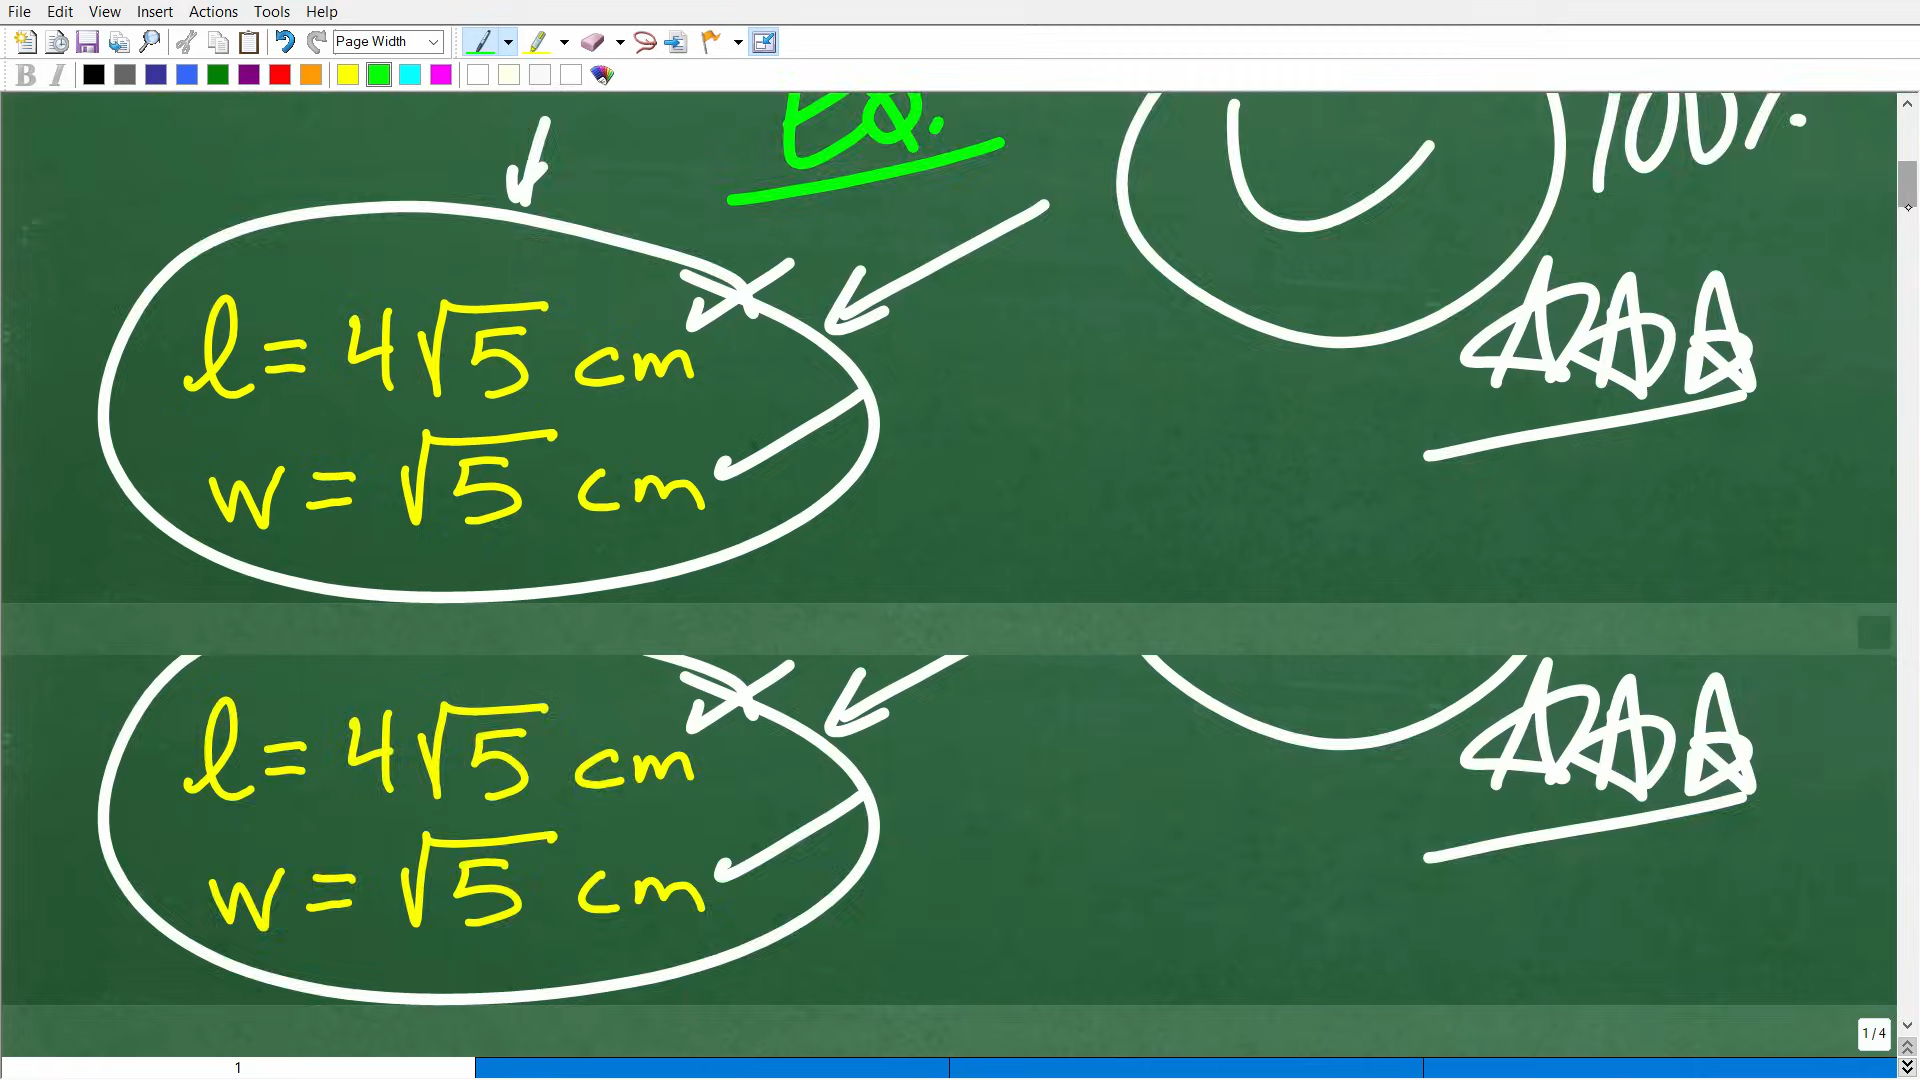 File Edit View Insert Actions Tools Help
Page Width
B I
Eq.
100%.
l = 4√5 cm
w = √5 cm
l = 4√5 cm
w = √5 cm
1 / 4
1